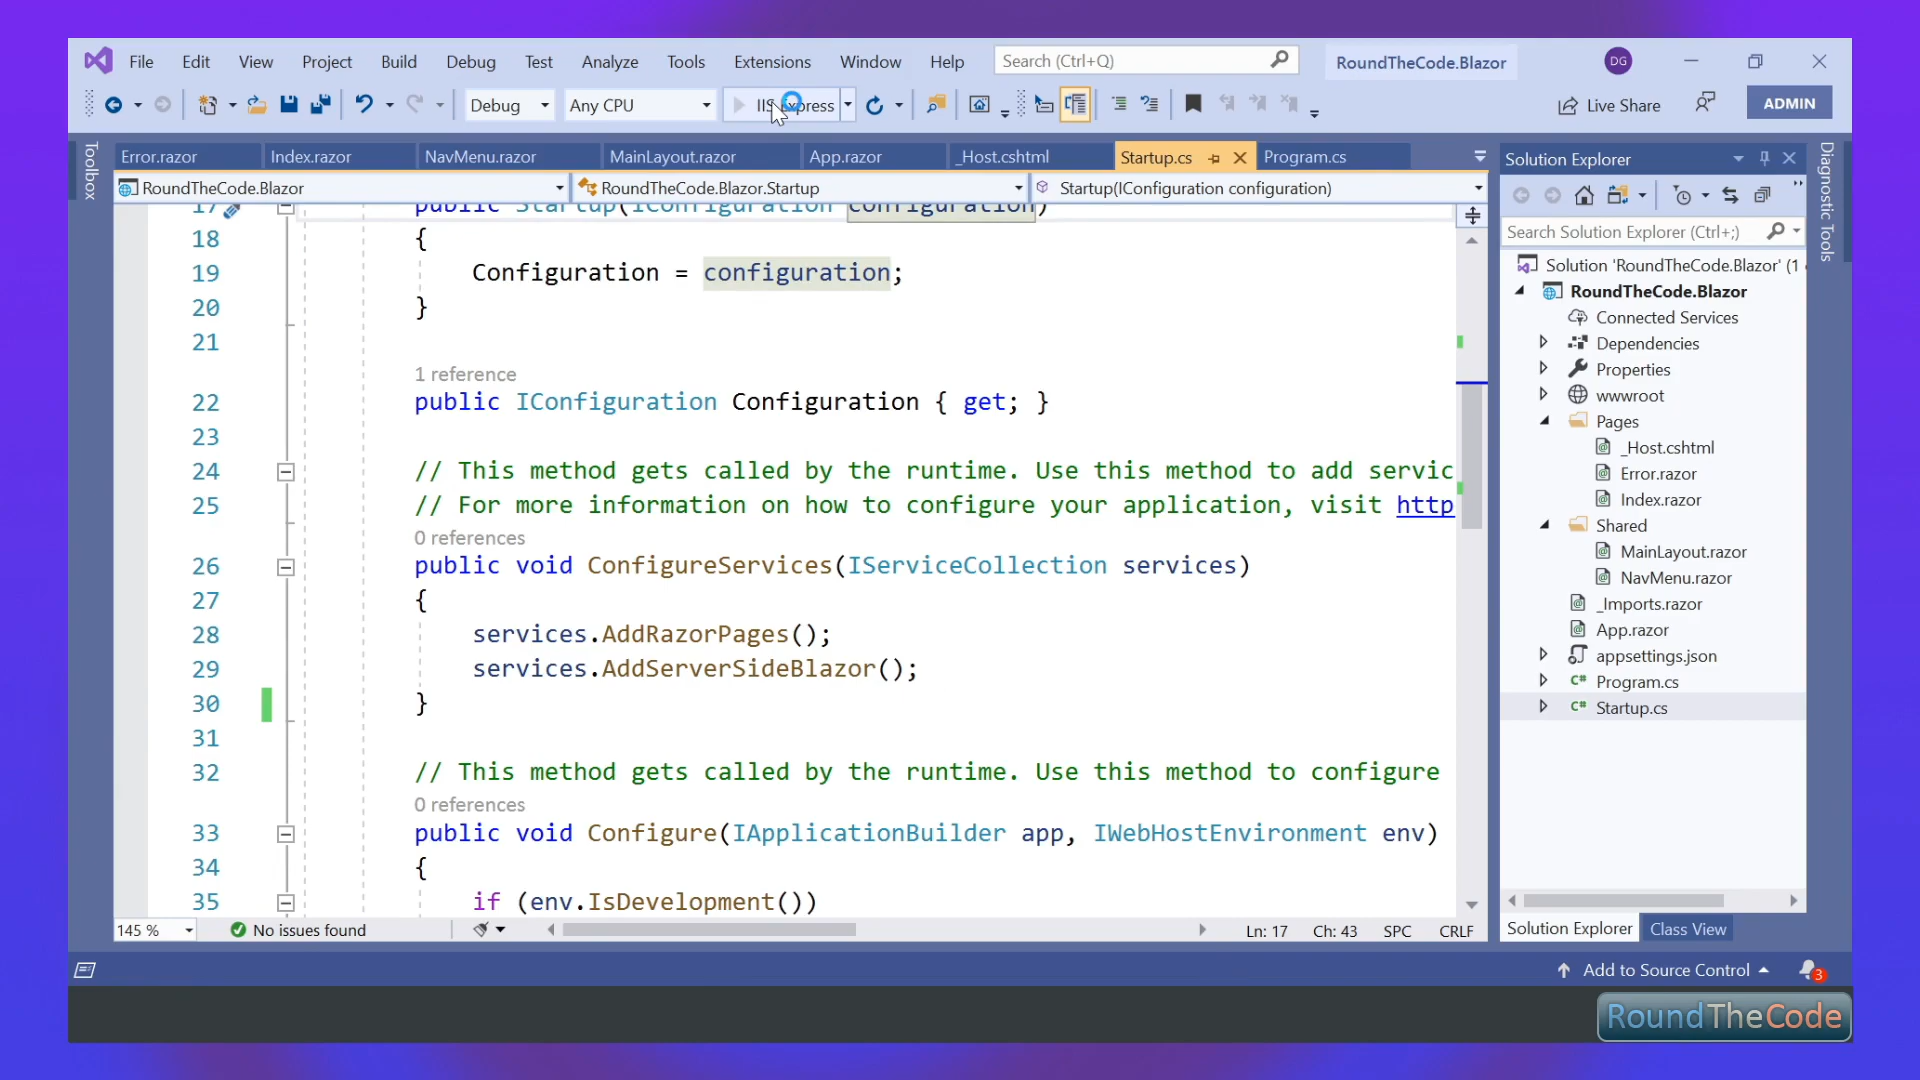 File Edit View Project Build Debug Test Analyze Tools Extensions Window Help Search (Ctrl+Q) RoundTheCode.Blazor DG
Debug Any CPU IIS Express Live Share ADMIN
Toolbox
Error.razor Index.razor NavMenu.razor MainLayout.razor App.razor _Host.cshtml Startup.cs Program.cs
RoundTheCode.Blazor RoundTheCode.Blazor.Startup Startup(IConfiguration configuration)
17 public Startup(IConfiguration configuration)
18 {
19 Configuration = configuration;
20 }
21
1 reference
22 public IConfiguration Configuration { get; }
23
24 // This method gets called by the runtime. Use this method to add servic
25 // For more information on how to configure your application, visit http
0 references
26 public void ConfigureServices(IServiceCollection services)
27 {
28 services.AddRazorPages();
29 services.AddServerSideBlazor();
30 }
31
32 // This method gets called by the runtime. Use this method to configure
0 references
33 public void Configure(IApplicationBuilder app, IWebHostEnvironment env)
34 {
35 if (env.IsDevelopment())
145 % No issues found Ln: 17 Ch: 43 SPC CRLF
Solution Explorer
Search Solution Explorer (Ctrl+;)
Solution 'RoundTheCode.Blazor' (1
RoundTheCode.Blazor
Connected Services
Dependencies
Properties
wwwroot
Pages
_Host.cshtml
Error.razor
Index.razor
Shared
MainLayout.razor
NavMenu.razor
_Imports.razor
App.razor
appsettings.json
C# Program.cs
C# Startup.cs
Solution Explorer Class View
Diagnostic Tools
Add to Source Control 3
RoundTheCode